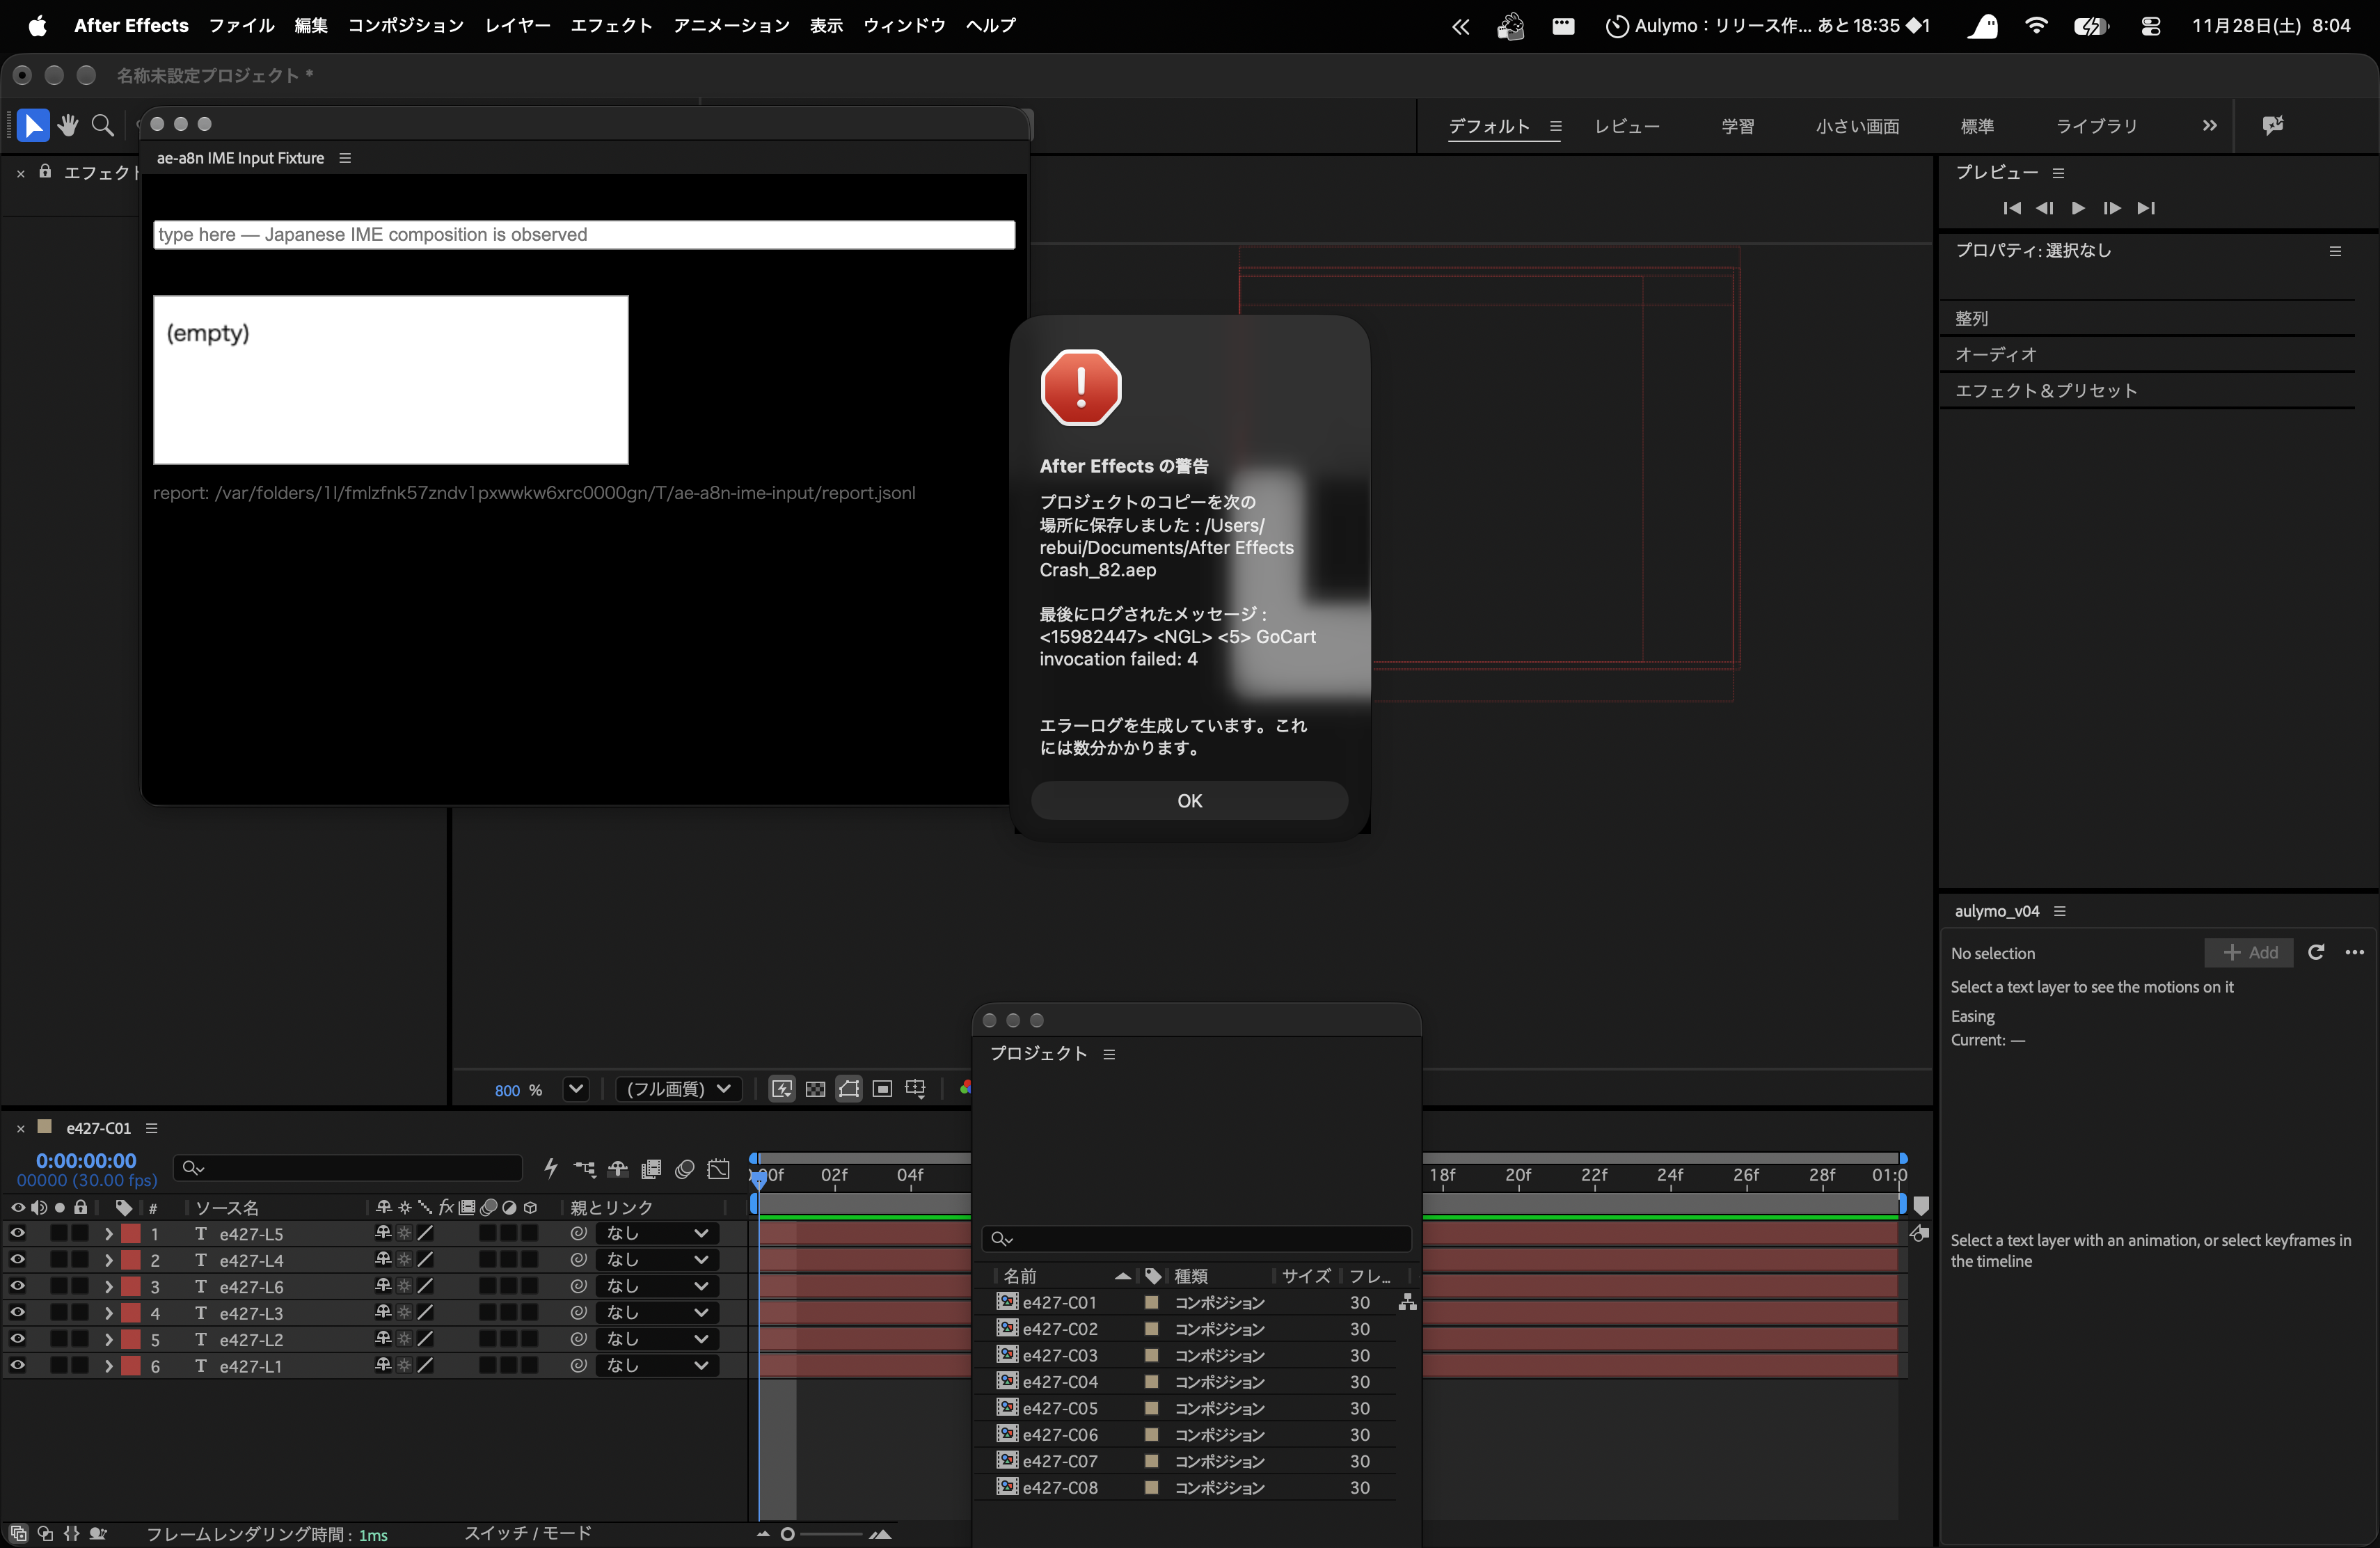 After Effects ファイル 編集 コンポジション レイヤー エフェクト アニメーション 表示 ウィンドウ ヘルプ
Aulymo：リリース作... あと18:35 ◆1
11月28日(土) 8:04
名称未設定プロジェクト *
デフォルト レビュー 学習 小さい画面 標準 ライブラリ
ae-a8n IME Input Fixture
type here — Japanese IME composition is observed
(empty)
report: /var/folders/1l/fmlzfnk57zndv1pxwwkw6xrc0000gn/T/ae-a8n-ime-input/report.jsonl
After Effects の警告
プロジェクトのコピーを次の
場所に保存しました : /Users/
rebui/Documents/After Effects
Crash_82.aep
最後にログされたメッセージ :
<15982447> <NGL> <5> GoCart
invocation failed: 4
エラーログを生成しています。これ
には数分かかります。
OK
プレビュー
プロパティ: 選択なし
整列
オーディオ
エフェクト＆プリセット
aulymo_v04
No selection
Add
Select a text layer to see the motions on it
Easing
Current: —
Select a text layer with an animation, or select keyframes in
the timeline
800 %
(フル画質)
e427-C01
0:00:00:00
00000 (30.00 fps)
# ソース名 fx 親とリンク
1 T e427-L5 なし
2 T e427-L4 なし
3 T e427-L6 なし
4 T e427-L3 なし
5 T e427-L2 なし
6 T e427-L1 なし
02f 04f
18f 20f 22f 24f 26f 28f 01:0
プロジェクト
名前 種類 サイズ フレ...
e427-C01 コンポジション 30
e427-C02 コンポジション 30
e427-C03 コンポジション 30
e427-C04 コンポジション 30
e427-C05 コンポジション 30
e427-C06 コンポジション 30
e427-C07 コンポジション 30
e427-C08 コンポジション 30
フレームレンダリング時間 : 1ms
スイッチ / モード